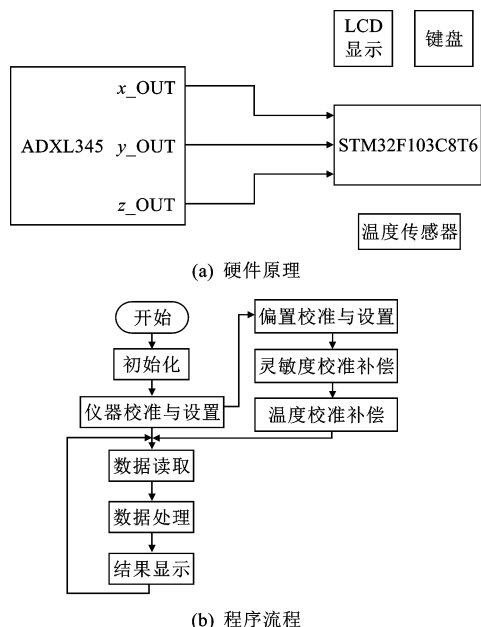 LCD
显示
键盘
x_OUT
ADXL345
y_OUT
STM32F103C8T6
z_OUT
温度传感器
(a) 硬件原理
开始
偏置校准与设置
初始化
灵敏度校准补偿
仪器校准与设置
温度校准补偿
数据读取
数据处理
结果显示
(b) 程序流程